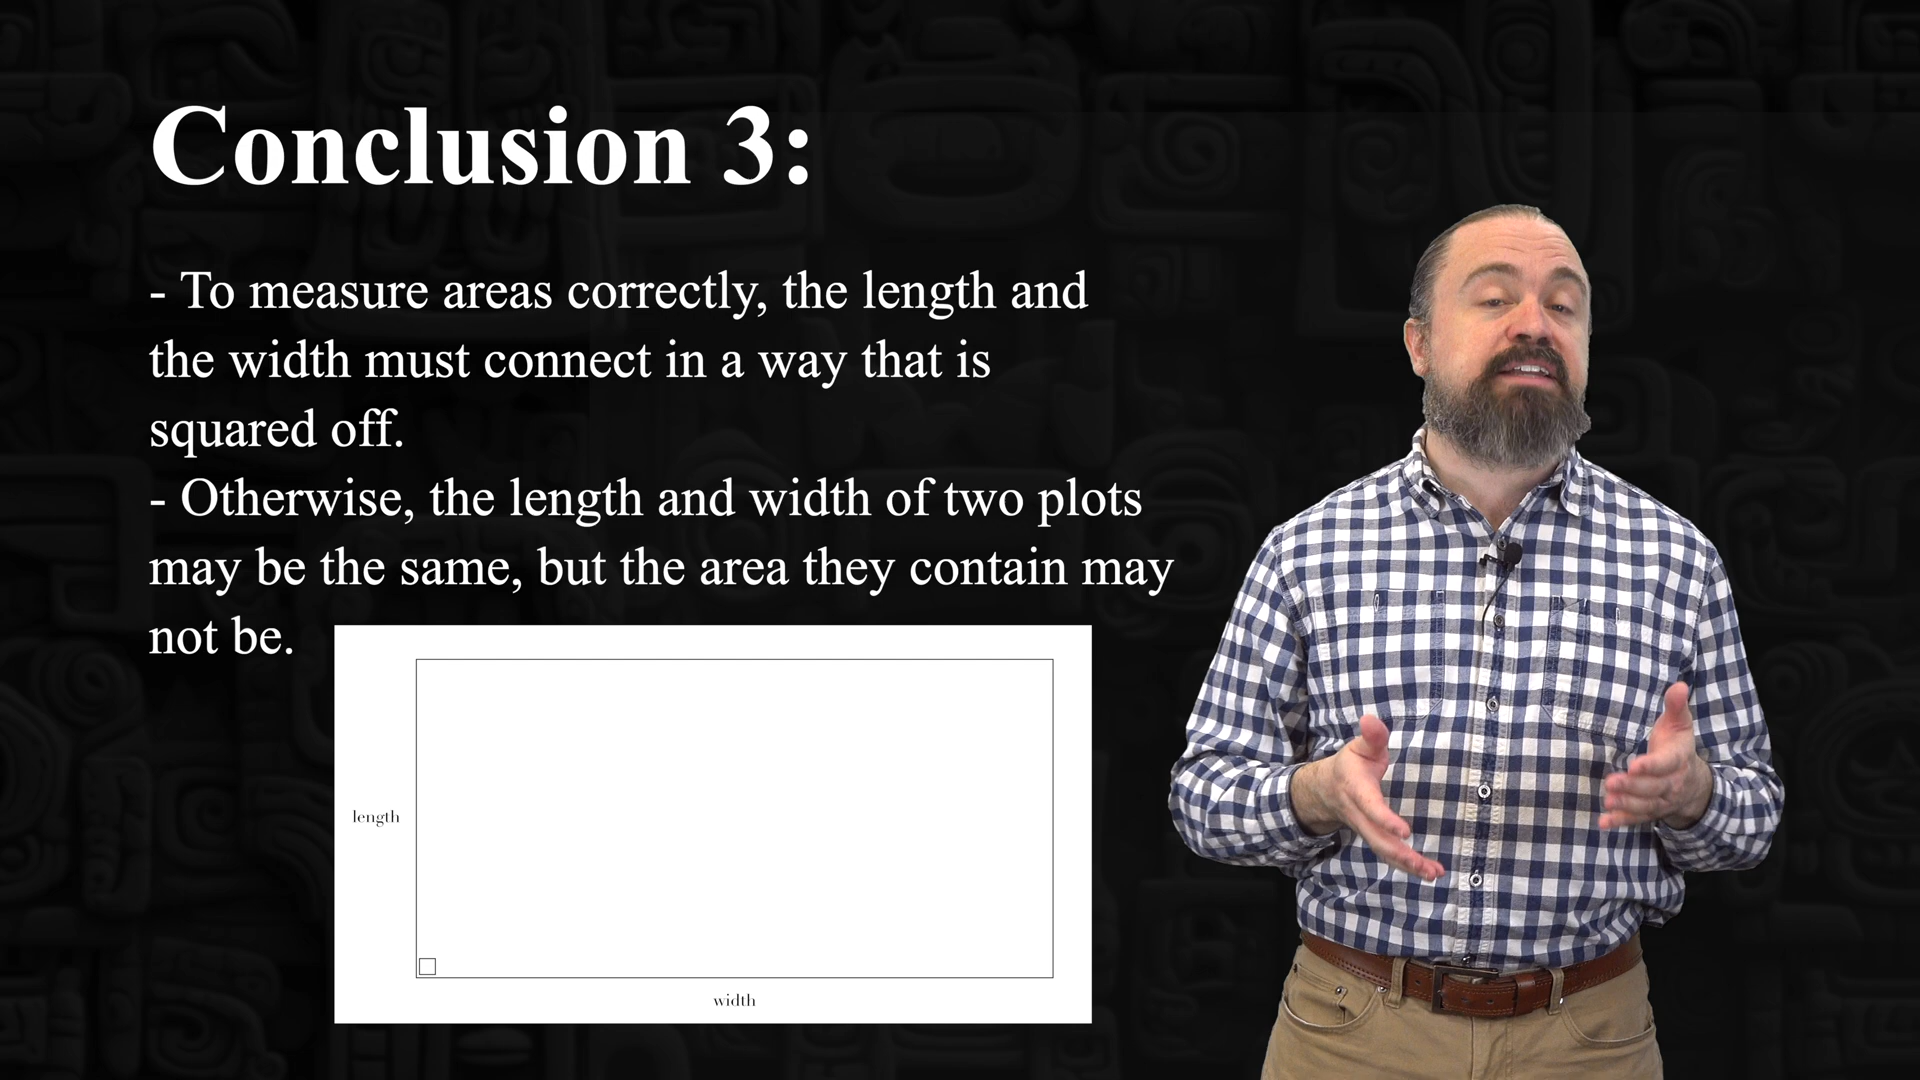 Conclusion 3:
- To measure areas correctly, the length and
the width must connect in a way that is
squared off.
- Otherwise, the length and width of two plots
may be the same, but the area they contain may
not be.
length
width